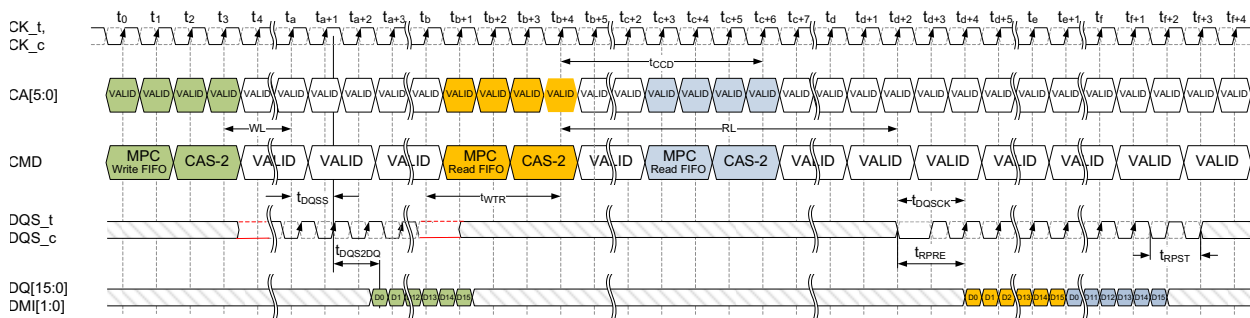 t0 t1 t2 t3 t4 ta ta+1 ta+2 ta+3 tb tb+1 tb+2 tb+3 tb+4 tb+5 tc+2 tc+3 tc+4 tc+5 tc+6 tc+7 td td+1 td+2 td+3 td+4 td+5 te te+1 tf tf+1 tf+2 tf+3 tf+4
CK_t,
CK_c
tCCD
CA[5:0] VALID VALID VALID VALID VALID VALID VALID VALID VALID VALID VALID VALID VALID VALID VALID VALID VALID VALID VALID VALID VALID VALID VALID VALID VALID VALID VALID VALID VALID VALID VALID VALID VALID VALID
WL RL
CMD MPC CAS-2 VALID VALID VALID MPC CAS-2 VALID MPC CAS-2 VALID VALID VALID VALID VALID VALID VALID
Write FIFO Read FIFO Read FIFO
tDQSS tWTR tDQSCK
DQS_t
DQS_c
tDQS2DQ tRPRE tRPST
DQ[15:0] D0 D1 12 D13 D14 D15 D0 D1 D2 D13 D14 D15 D0 D11 D12 D13 D14 D15
DMI[1:0]